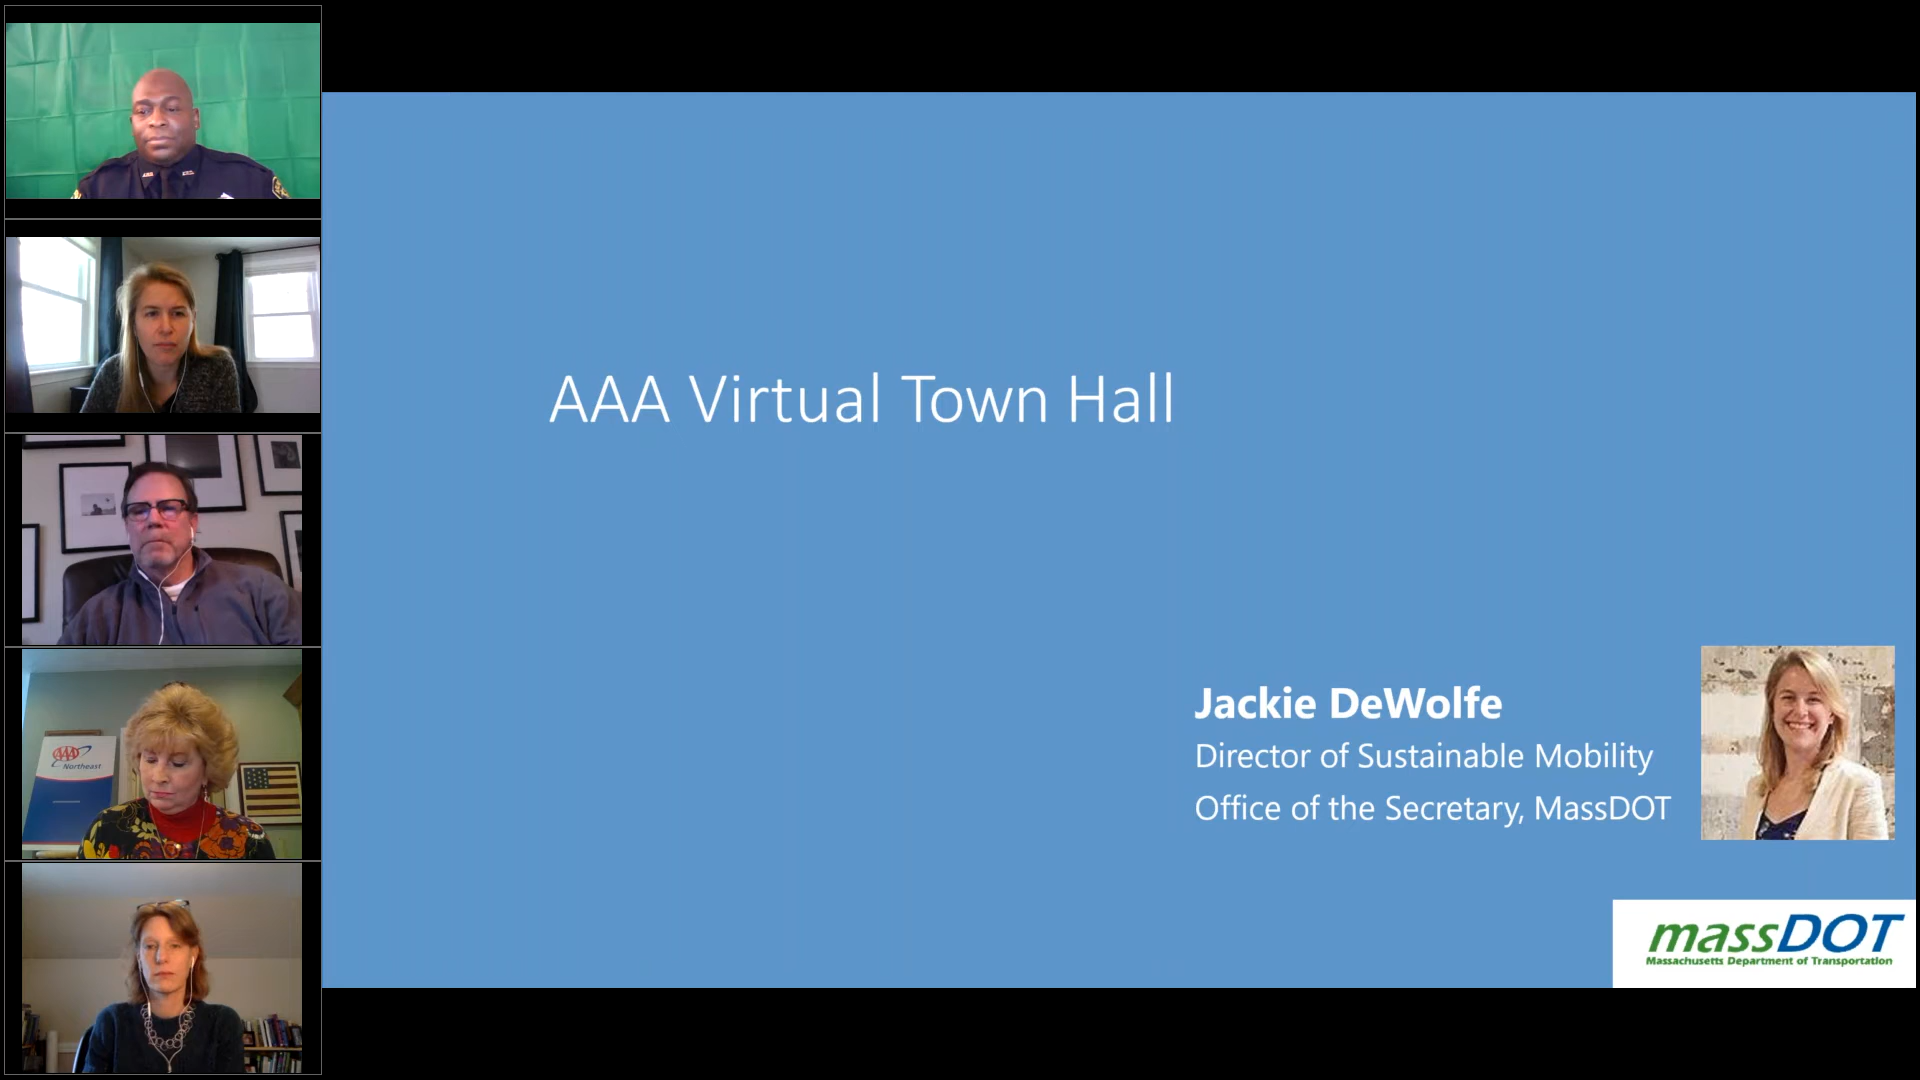 AAA Virtual Town Hall
Jackie DeWolfe
Director of Sustainable Mobility
Office of the Secretary, MassDOT
massDOT
Massachusetts Department of Transportation
AAA
Northeast